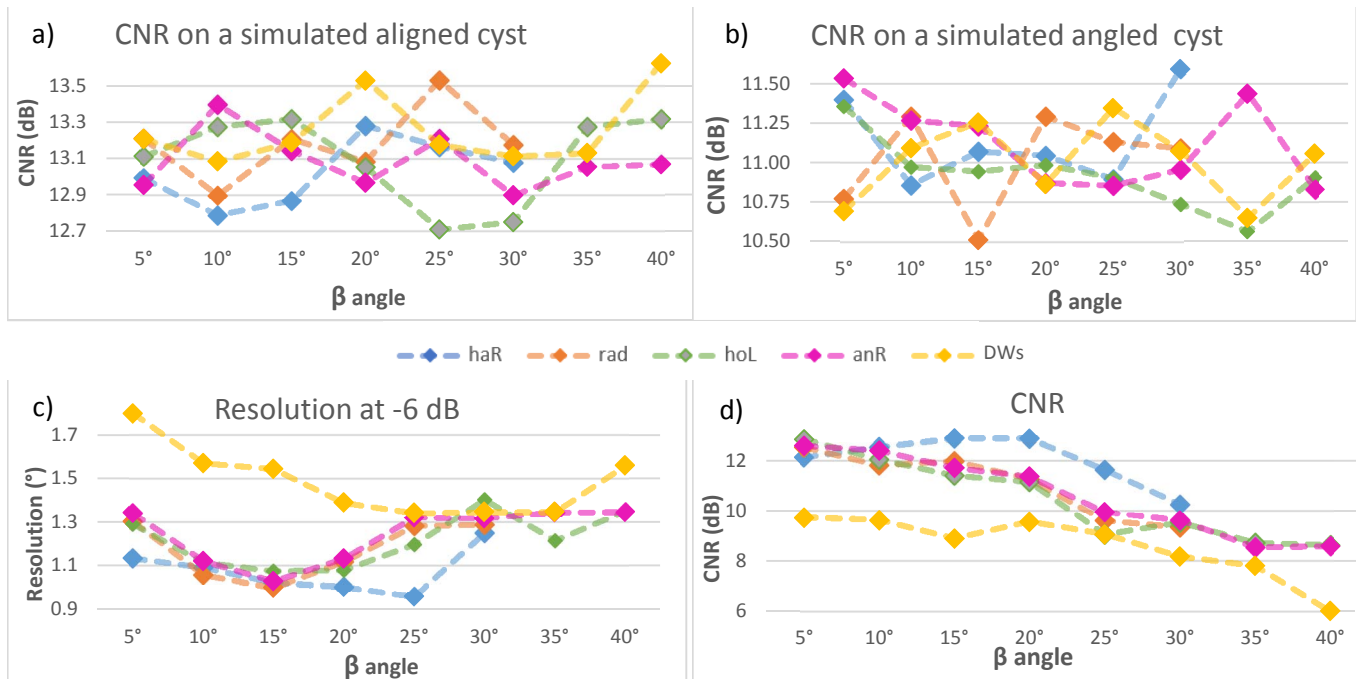 a) CNR on a simulated aligned cyst
CNR (dB)
13.5
13.3
13.1
12.9
12.7
5° 10° 15° 20° 25° 30° 35° 40°
β angle
b) CNR on a simulated angled cyst
CNR (dB)
11.50
11.25
11.00
10.75
10.50
5° 10° 15° 20° 25° 30° 35° 40°
β angle
haR rad hoL anR DWs
c) Resolution at -6 dB
Resolution (°)
1.7
1.5
1.3
1.1
0.9
5° 10° 15° 20° 25° 30° 35° 40°
β angle
d) CNR
CNR (dB)
12
10
8
6
5° 10° 15° 20° 25° 30° 35° 40°
β angle